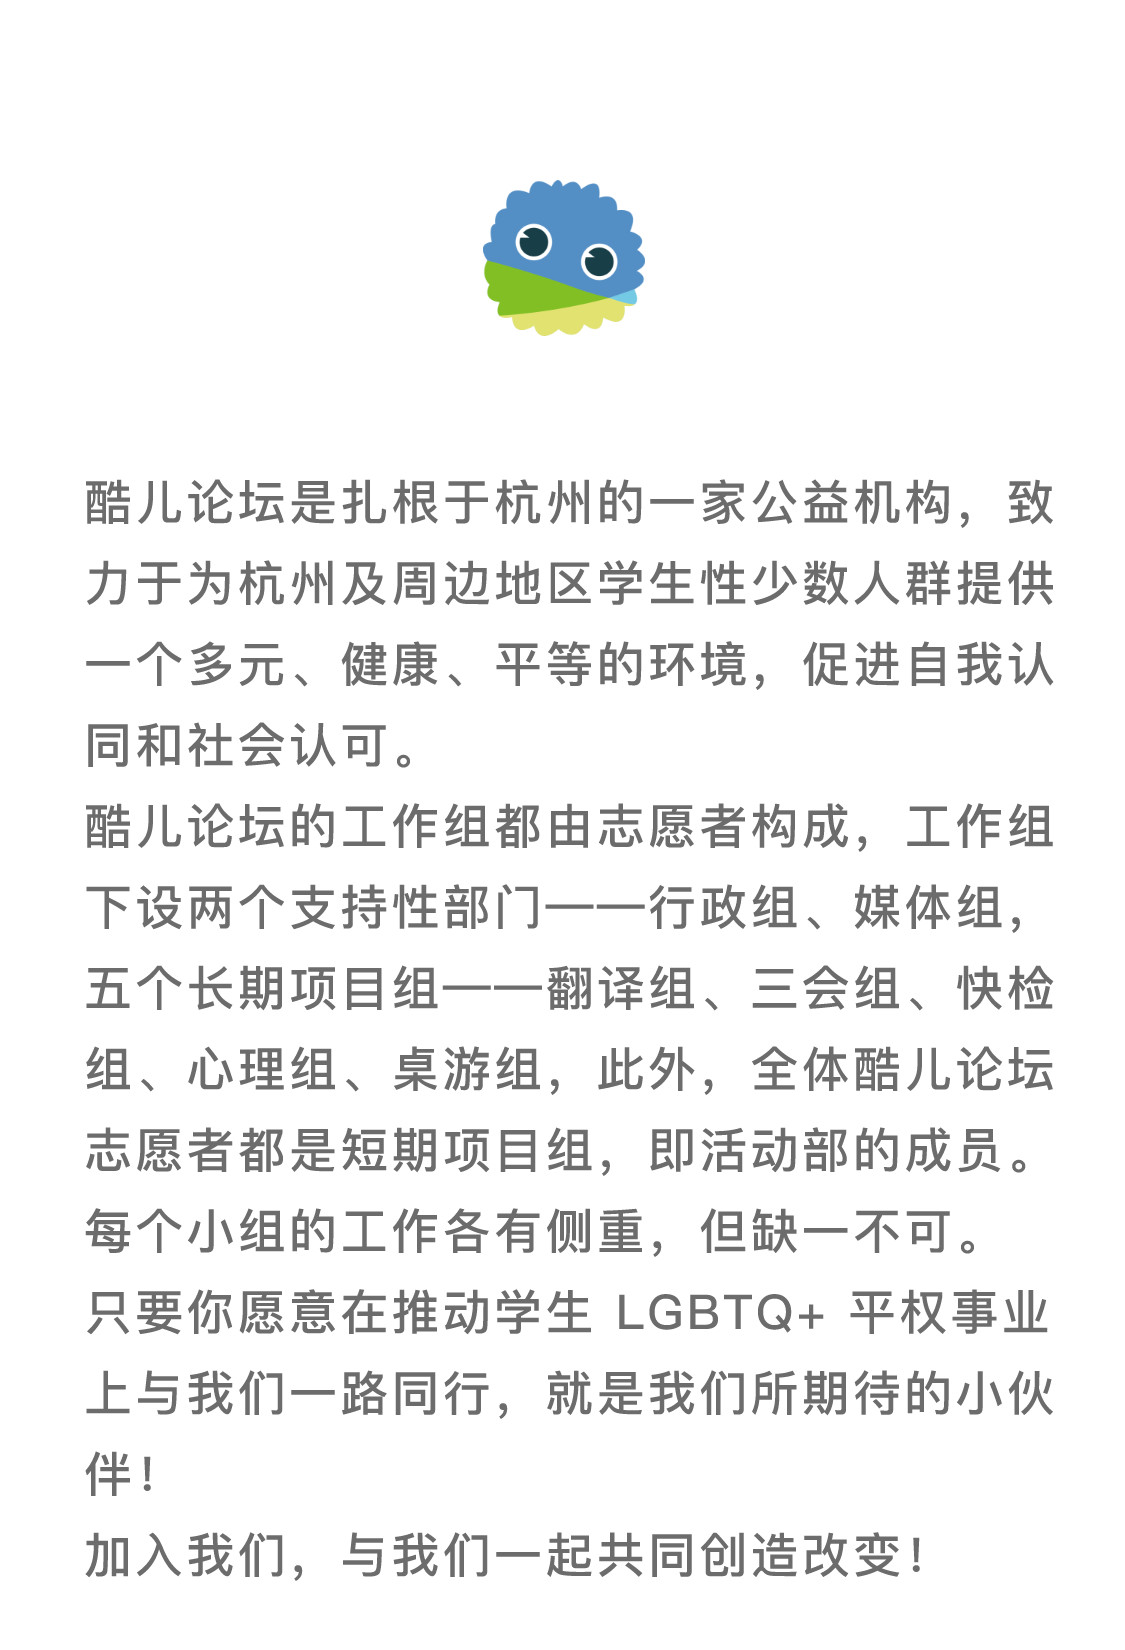 酷儿论坛是扎根于杭州的一家公益机构，致
力于为杭州及周边地区学生性少数人群提供
一个多元、健康、平等的环境，促进自我认
同和社会认可。
酷儿论坛的工作组都由志愿者构成，工作组
下设两个支持性部门——行政组、媒体组，
五个长期项目组——翻译组、三会组、快检
组、心理组、桌游组，此外，全体酷儿论坛
志愿者都是短期项目组，即活动部的成员。
每个小组的工作各有侧重，但缺一不可。
只要你愿意在推动学生 LGBTQ+ 平权事业
上与我们一路同行，就是我们所期待的小伙
伴！
加入我们，与我们一起共同创造改变！